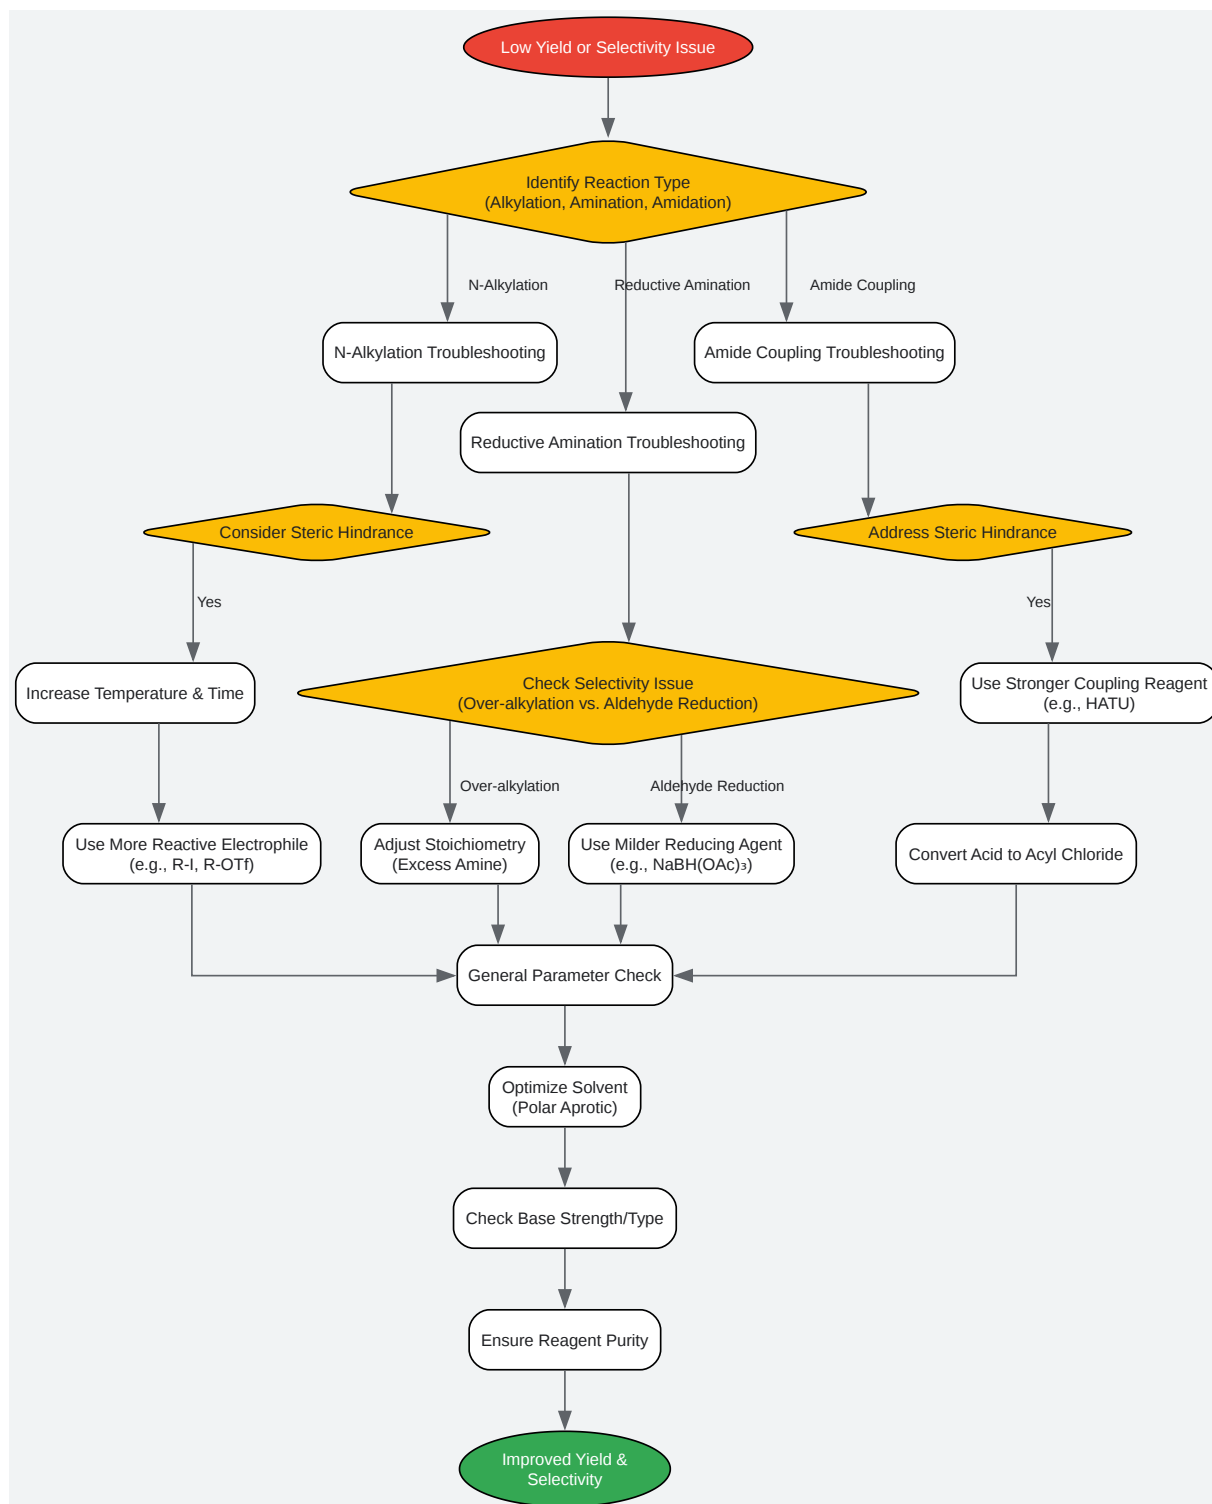 Low Yield or Selectivity Issue
Identify Reaction Type
(Alkylation, Amination, Amidation)
N-Alkylation
Reductive Amination
Amide Coupling
N-Alkylation Troubleshooting
Amide Coupling Troubleshooting
Reductive Amination Troubleshooting
Consider Steric Hindrance
Address Steric Hindrance
Yes
Yes
Increase Temperature & Time
Check Selectivity Issue
(Over-alkylation vs. Aldehyde Reduction)
Use Stronger Coupling Reagent
(e.g., HATU)
Over-alkylation
Aldehyde Reduction
Use More Reactive Electrophile
(e.g., R-I, R-OTf)
Adjust Stoichiometry
(Excess Amine)
Use Milder Reducing Agent
(e.g., NaBH(OAc)₃)
Convert Acid to Acyl Chloride
General Parameter Check
Optimize Solvent
(Polar Aprotic)
Check Base Strength/Type
Ensure Reagent Purity
Improved Yield &
Selectivity